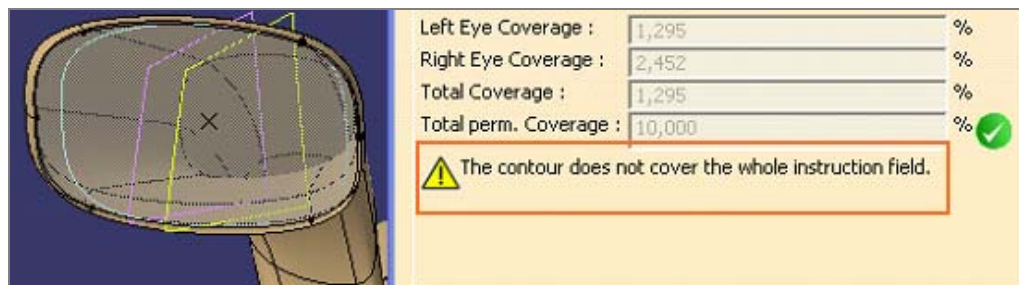 Left Eye Coverage : 1,295 %
Right Eye Coverage : 2,452 %
Total Coverage : 1,295 %
Total perm. Coverage : 10,000 %
The contour does not cover the whole instruction field.